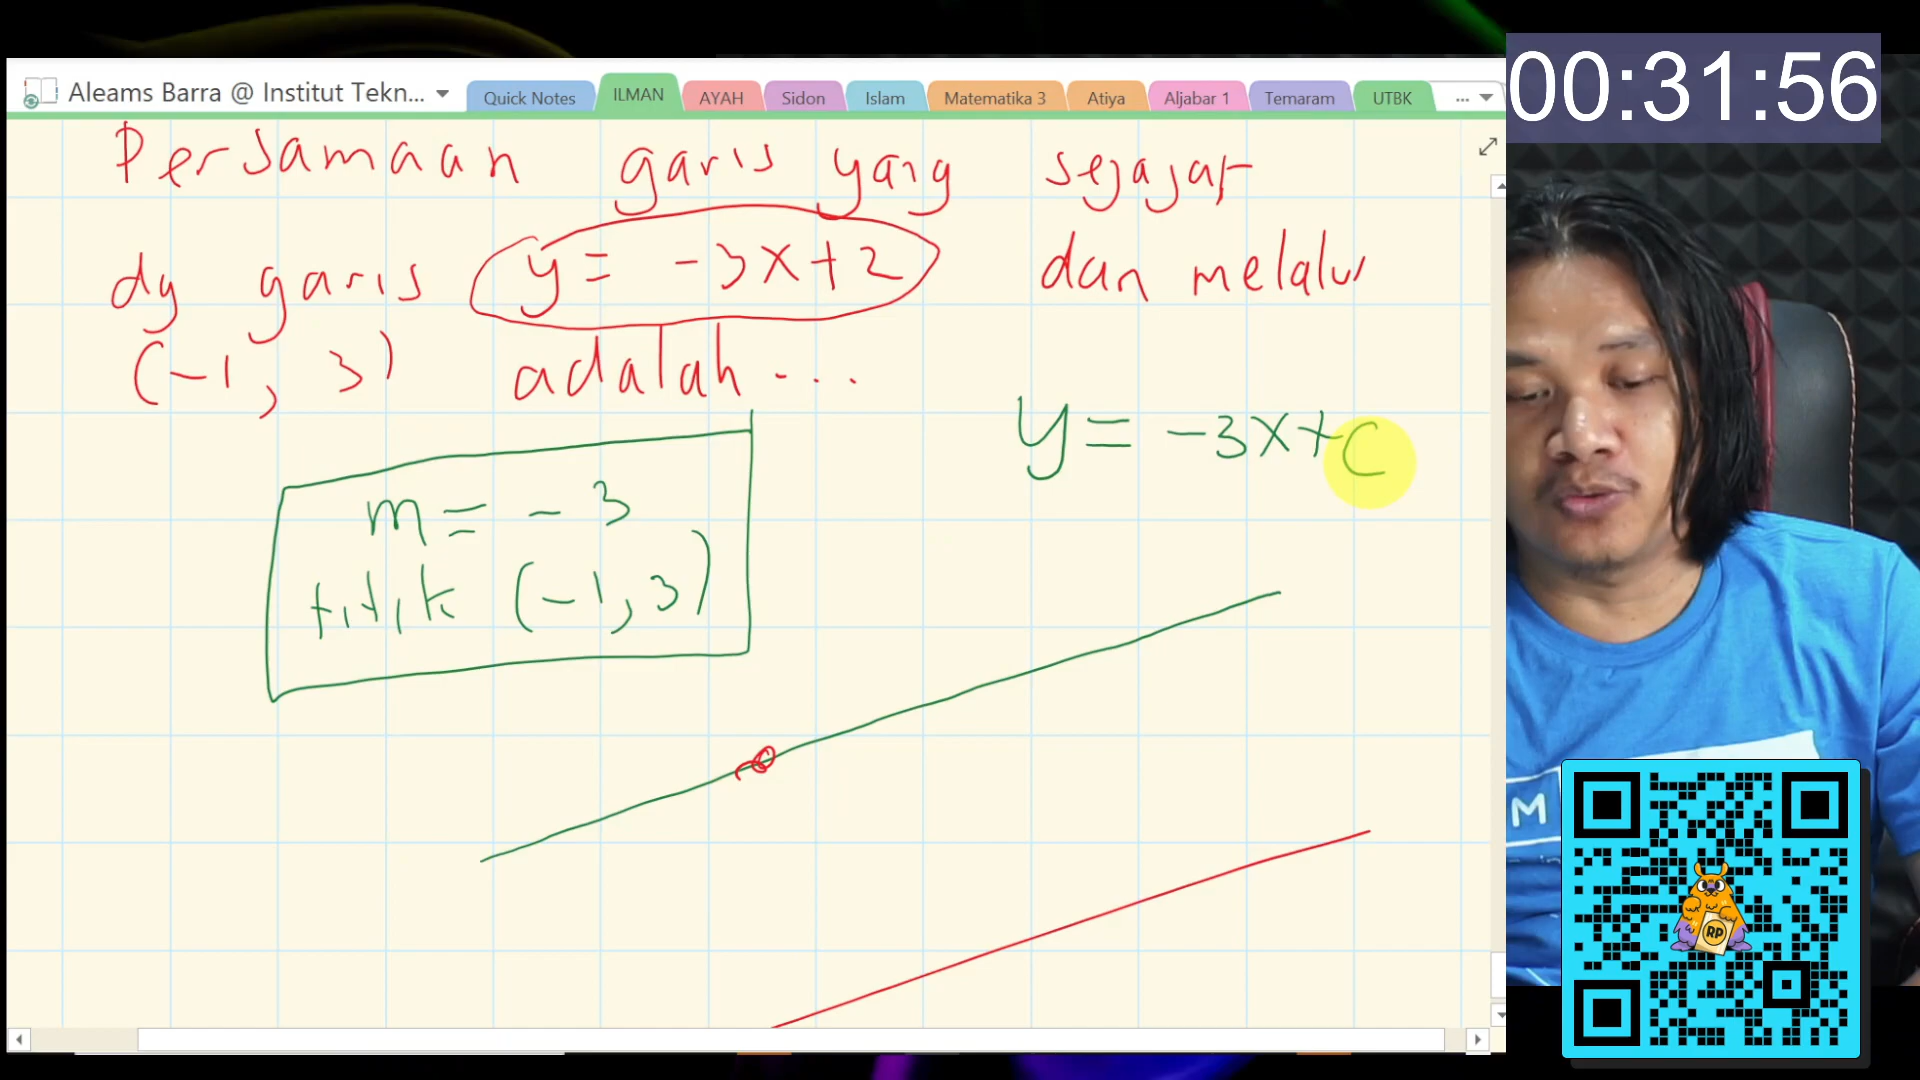 00:31:56
Aleams Barra @ Institut Tekn...
Quick Notes
ILMAN
AYAH
Sidon
Islam
Matematika 3
Atiya
Aljabar 1
Temaram
UTBK
...
Persamaan garis yang sejajar
dg garis y = -3x+2 dan melalui
(-1, 3) adalah ...
y = -3x+c
m = -3
titik (-1, 3)
M
RP